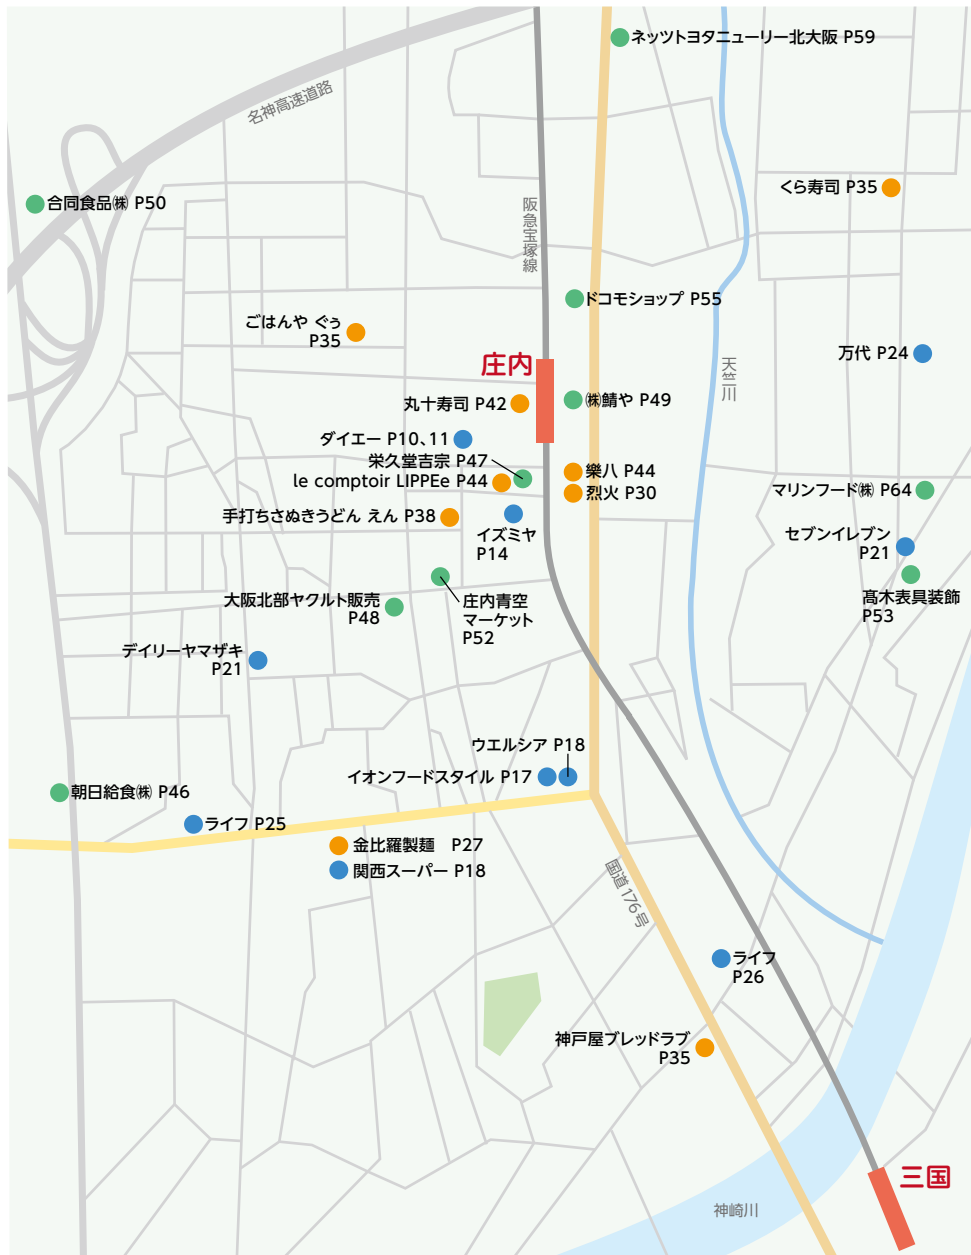 ネッツトヨタニューリー北大阪 P59
名神高速道路
くら寿司 P35
合同食品㈱ P50
阪急宝塚線
ドコモショップ P55
ごはんや ぐぅ
P35
万代 P24
庄内
天竺川
丸十寿司 P42
㈱鯖や P49
ダイエー P10、11
栄久堂吉宗 P47
樂八 P44
le comptoir LIPPEe P44
烈火 P30
マリンフード㈱ P64
手打ちさぬきうどん えん P38
イズミヤ
P14
セブンイレブン
P21
大阪北部ヤクルト販売
P48
庄内青空
マーケット
P52
髙木表具装飾
P53
デイリーヤマザキ
P21
ウエルシア P18
イオンフードスタイル P17
朝日給食㈱ P46
ライフ P25
金比羅製麺 P27
関西スーパー P18
国道176号
ライフ
P26
神戸屋ブレッドラブ
P35
三国
神崎川